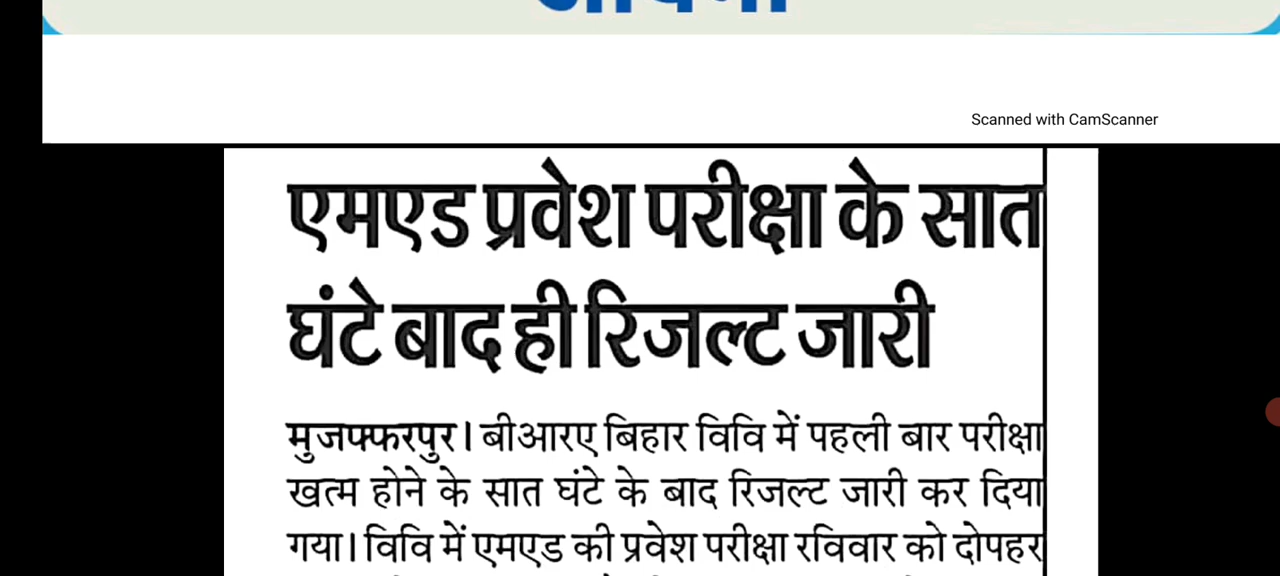 Scanned with CamScanner
एमएड प्रवेश परीक्षा के सात
घंटे बाद ही रिजल्ट जारी
मुजफ्फरपुर। बीआरए बिहार विवि में पहली बार परीक्षा
खत्म होने के सात घंटे के बाद रिजल्ट जारी कर दिया
गया। विवि में एमएड की प्रवेश परीक्षा रविवार को दोपहर